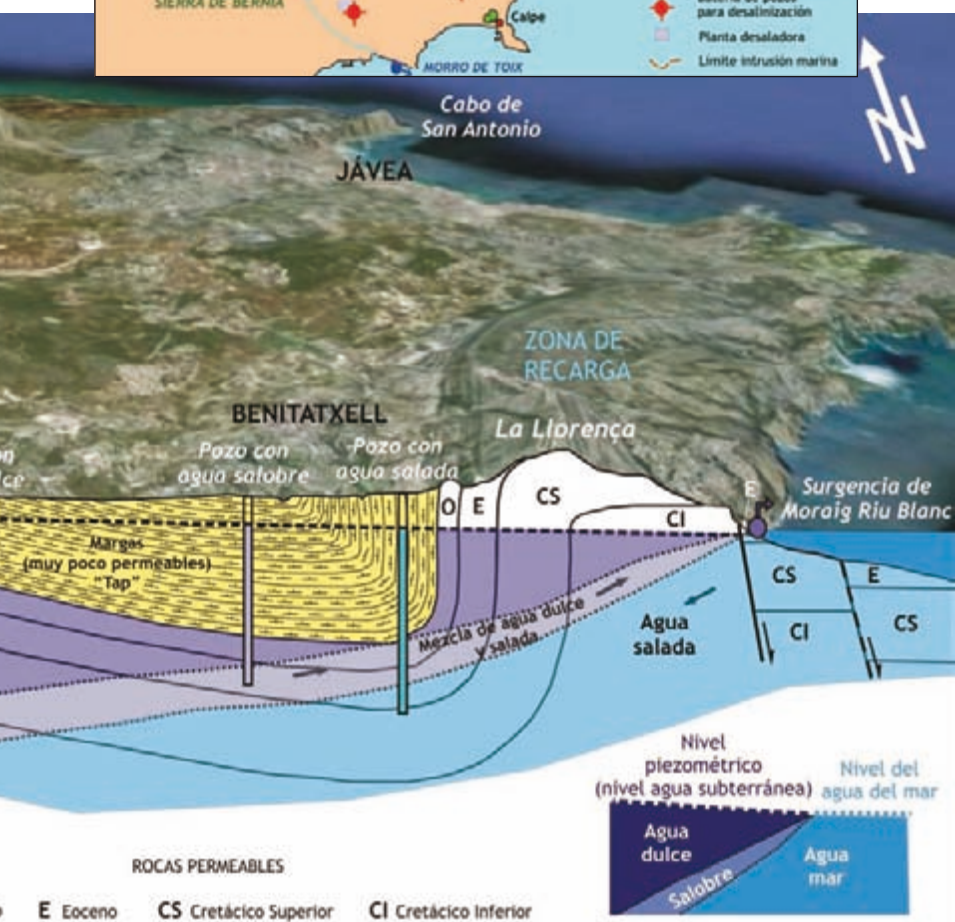 SIERRA DE BERNIA
Calpe
MORRO DE TOIX
para desalinización
Planta desaladora
Límite intrusión marina
Cabo de
San Antonio
JÁVEA
ZONA DE
RECARGA
BENITATXELL
La Llorença
Pozo con
agua salobre
Pozo con
agua salada
O
E
CS
CI
E
Surgencia de
Moraig Riu Blanc
Margas
(muy poco permeables)
"Tap"
Mezcla de agua dulce
y salada
Agua
salada
CS
CI
E
CS
Nivel
piezométrico
(nivel agua subterránea)
Nivel del
agua del mar
Agua
dulce
Salobre
Agua
mar
ROCAS PERMEABLES
E Eoceno
CS Cretácico Superior
CI Cretácico Inferior